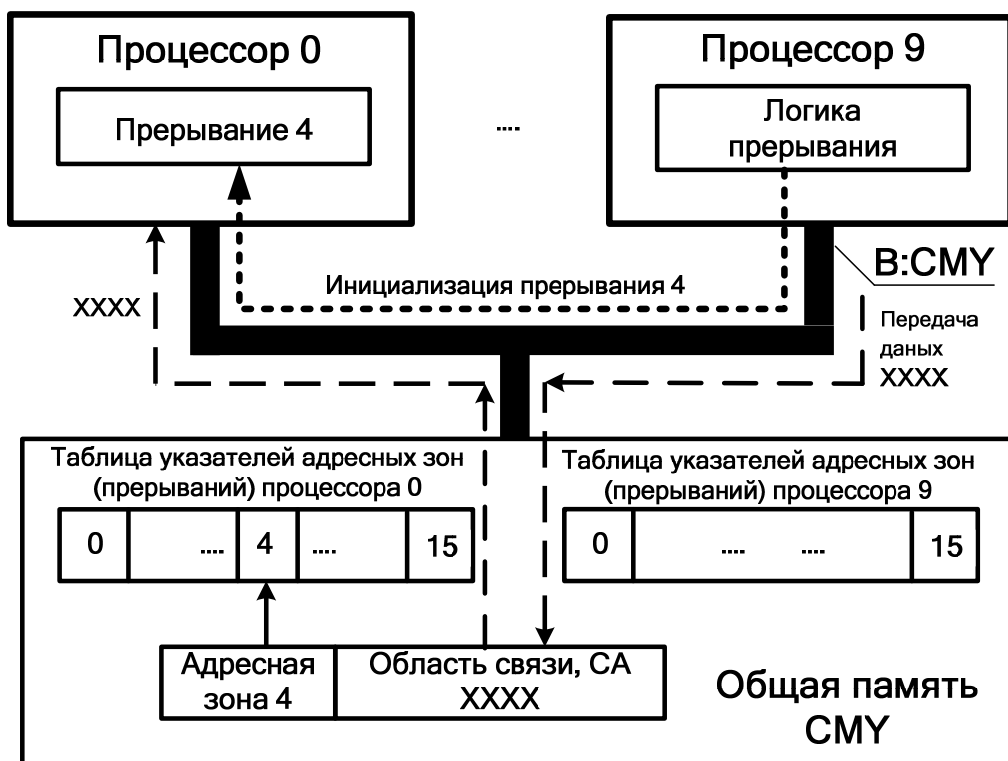 Процессор 0
Процессор 9
Прерывание 4
....
Логика
прерывания
B:CMY
Инициализация прерывания 4
XXXX
Передача
даных
XXXX
Таблица указателей адресных зон
(прерываний) процессора 0
Таблица указателей адресных зон
(прерываний) процессора 9
0 .... 4 .... 15
0 .... .... 15
Адресная
зона 4
Область связи, CA
XXXX
Общая память
CMY